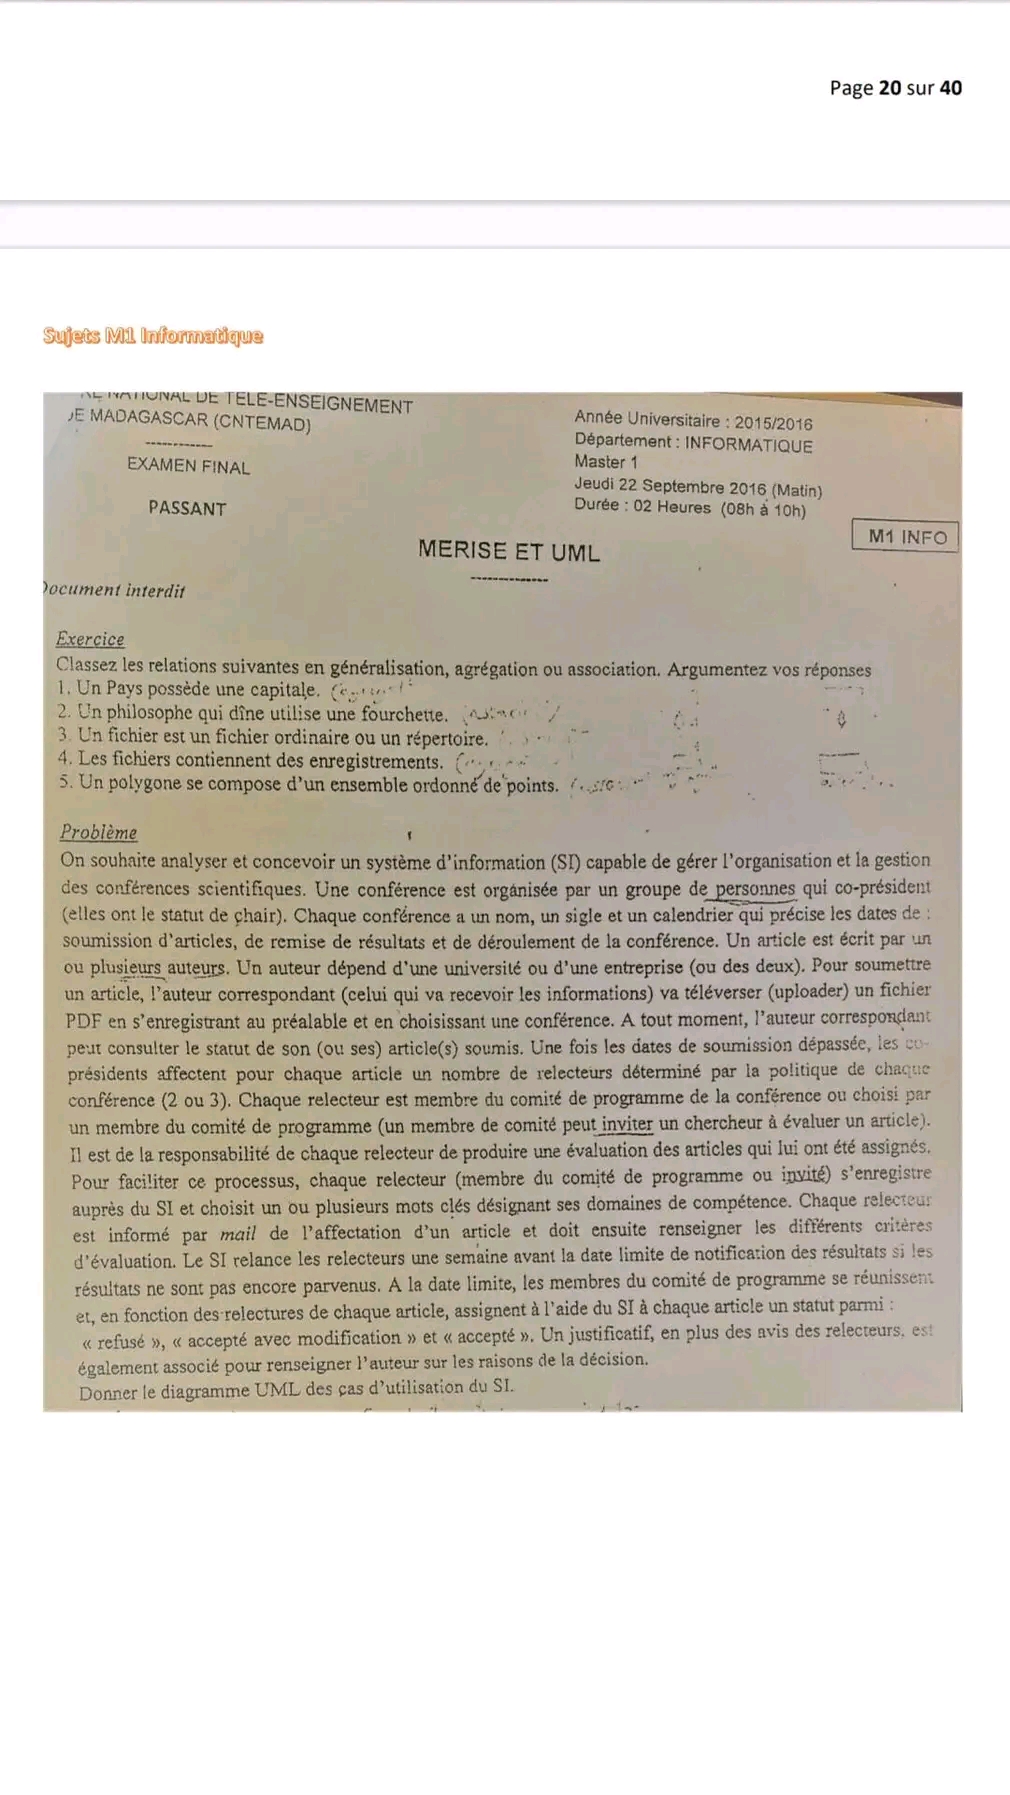 Page 20 sur 40
Sujets M1 Informatique
NATIONAL DE TELE-ENSEIGNEMENT
DE MADAGASCAR (CNTEMAD)
EXAMEN FINAL
PASSANT
Année Universitaire : 2015/2016
Département : INFORMATIQUE
Master 1
Jeudi 22 Septembre 2016 (Matin)
Durée : 02 Heures (08h à 10h)
M1 INFO
MERISE ET UML
Document interdit
Exercice
Classez les relations suivantes en généralisation, agrégation ou association. Argumentez vos réponses
1. Un Pays possède une capitale.
2. Un philosophe qui dîne utilise une fourchette.
3. Un fichier est un fichier ordinaire ou un répertoire.
4. Les fichiers contiennent des enregistrements.
5. Un polygone se compose d'un ensemble ordonné de points.
Problème
On souhaite analyser et concevoir un système d'information (SI) capable de gérer l'organisation et la gestion
des conférences scientifiques. Une conférence est organisée par un groupe de personnes qui co-président
(elles ont le statut de chair). Chaque conférence a un nom, un sigle et un calendrier qui précise les dates de :
soumission d'articles, de remise de résultats et de déroulement de la conférence. Un article est écrit par un
ou plusieurs auteurs. Un auteur dépend d'une université ou d'une entreprise (ou des deux). Pour soumettre
un article, l'auteur correspondant (celui qui va recevoir les informations) va téléverser (uploader) un fichier
PDF en s'enregistrant au préalable et en choisissant une conférence. A tout moment, l'auteur correspondant
peut consulter le statut de son (ou ses) article(s) soumis. Une fois les dates de soumission dépassée, les co-
présidents affectent pour chaque article un nombre de relecteurs déterminé par la politique de chaque
conférence (2 ou 3). Chaque relecteur est membre du comité de programme de la conférence ou choisi par
un membre du comité de programme (un membre de comité peut inviter un chercheur à évaluer un article).
Il est de la responsabilité de chaque relecteur de produire une évaluation des articles qui lui ont été assignés.
Pour faciliter ce processus, chaque relecteur (membre du comité de programme ou invité) s'enregistre
auprès du SI et choisit un ou plusieurs mots clés désignant ses domaines de compétence. Chaque relecteur
est informé par mail de l'affectation d'un article et doit ensuite renseigner les différents critères
d'évaluation. Le SI relance les relecteurs une semaine avant la date limite de notification des résultats si les
résultats ne sont pas encore parvenus. A la date limite, les membres du comité de programme se réunissent
et, en fonction des relectures de chaque article, assignent à l'aide du SI à chaque article un statut parmi :
« refusé », « accepté avec modification » et « accepté ». Un justificatif, en plus des avis des relecteurs, est
également associé pour renseigner l'auteur sur les raisons de la décision.
Donner le diagramme UML des cas d'utilisation du SI.